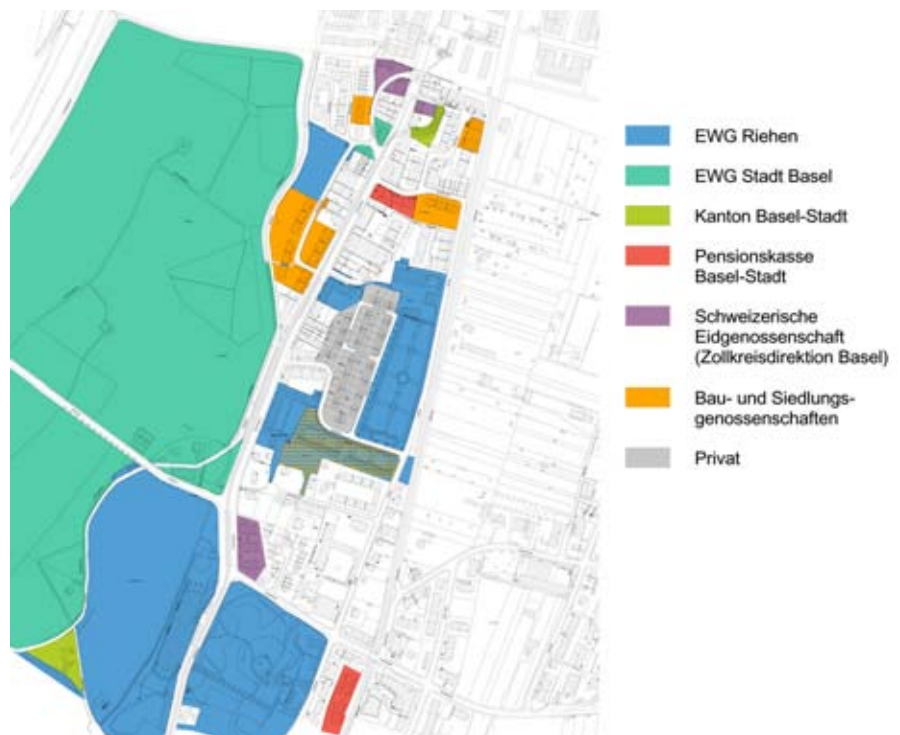 EWG Riehen
EWG Stadt Basel
Kanton Basel-Stadt
Pensionskasse
Basel-Stadt
Schweizerische
Eidgenossenschaft
(Zollkreisdirektion Basel)
Bau- und Siedlungs-
genossenschaften
Privat